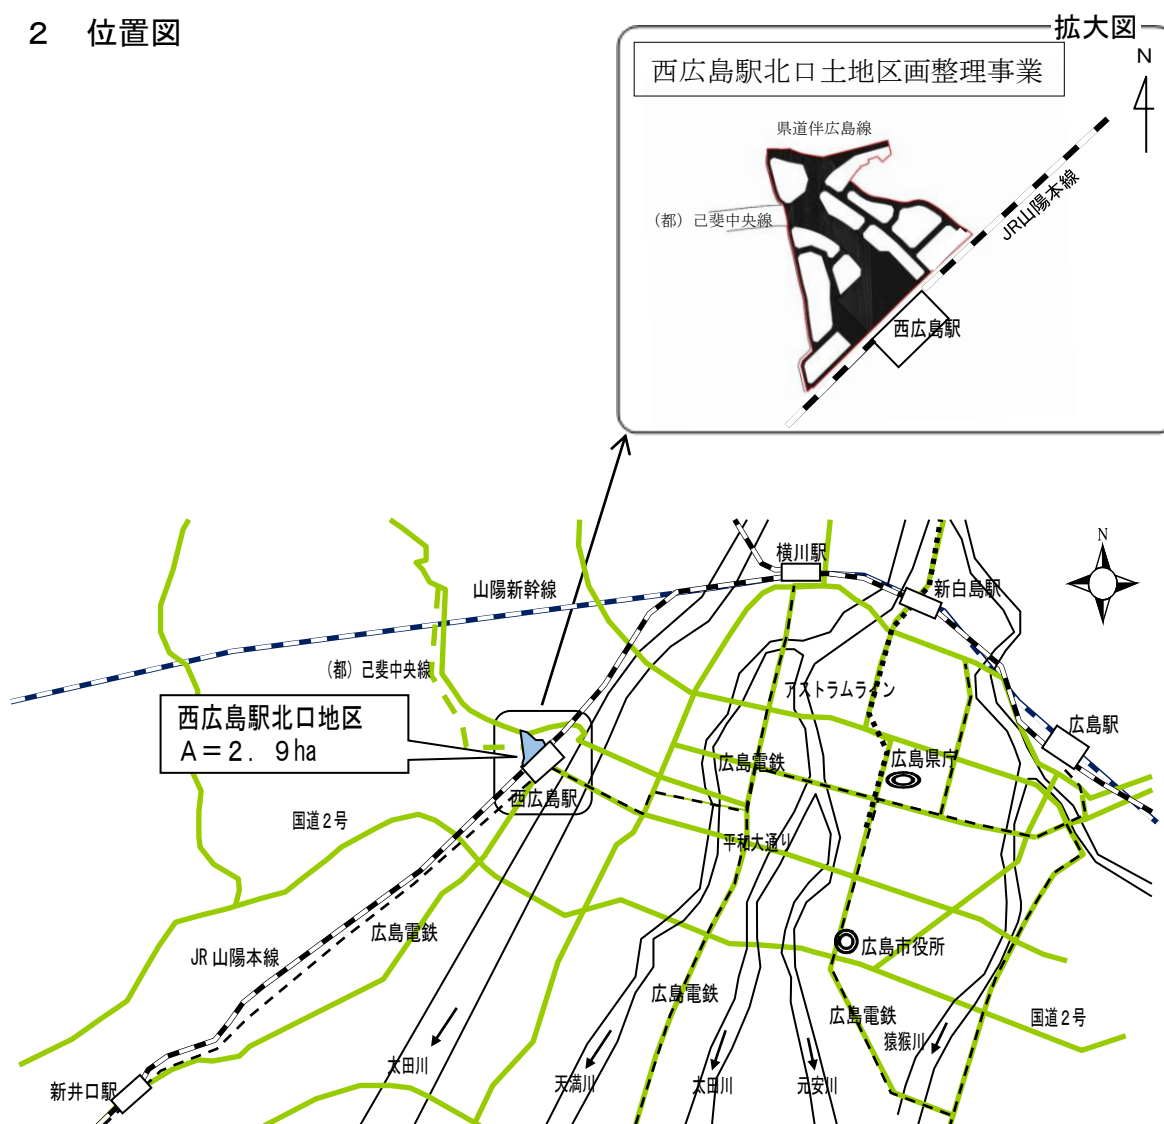 ２　位置図
拡大図
N
西広島駅北口土地区画整理事業
県道伴広島線
（都）己斐中央線
JR山陽本線
西広島駅
N
横川駅
山陽新幹線
新白島駅
（都）己斐中央線
アストラムライン
西広島駅北口地区
A＝２．９ha
広島駅
広島電鉄
広島県庁
西広島駅
国道２号
平和大通り
広島電鉄
広島市役所
JR山陽本線
広島電鉄
広島電鉄
国道２号
猿猴川
太田川
新井口駅
天満川
太田川
元安川